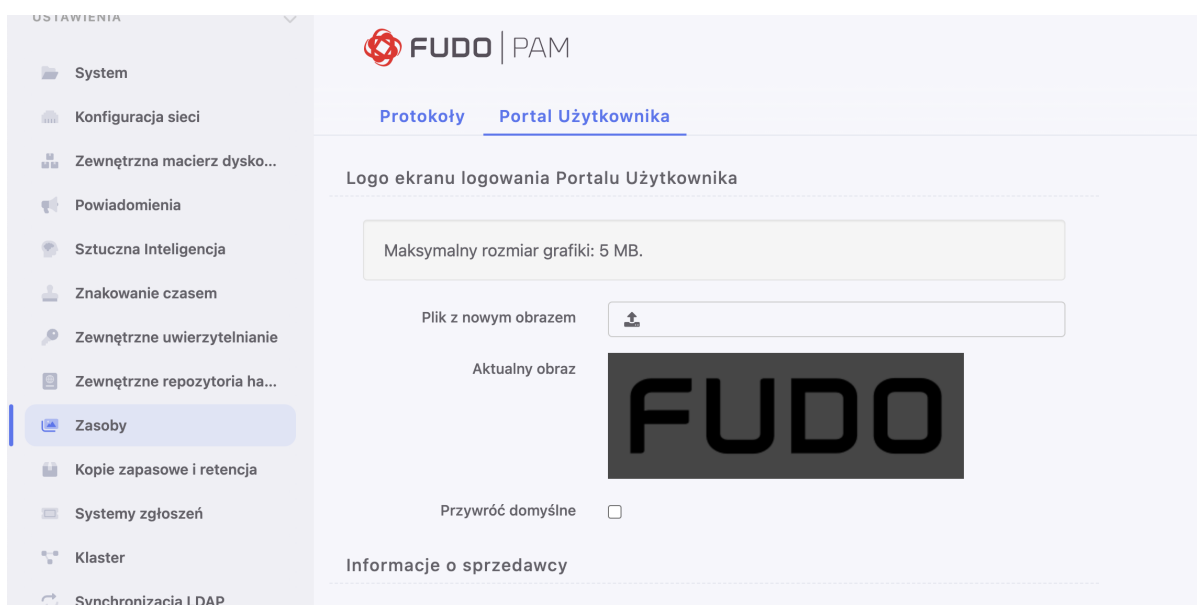 USTAWIENIA
System
Konfiguracja sieci
Zewnętrzna macierz dysko...
Powiadomienia
Sztuczna Inteligencja
Znakowanie czasem
Zewnętrzne uwierzytelnianie
Zewnętrzne repozytoria ha...
Zasoby
Kopie zapasowe i retencja
Systemy zgłoszeń
Klaster
Synchronizacja LDAP
FUDO | PAM
Protokoły
Portal Użytkownika
Logo ekranu logowania Portalu Użytkownika
Maksymalny rozmiar grafiki: 5 MB.
Plik z nowym obrazem
Aktualny obraz
FUDO
Przywróć domyślne
Informacje o sprzedawcy